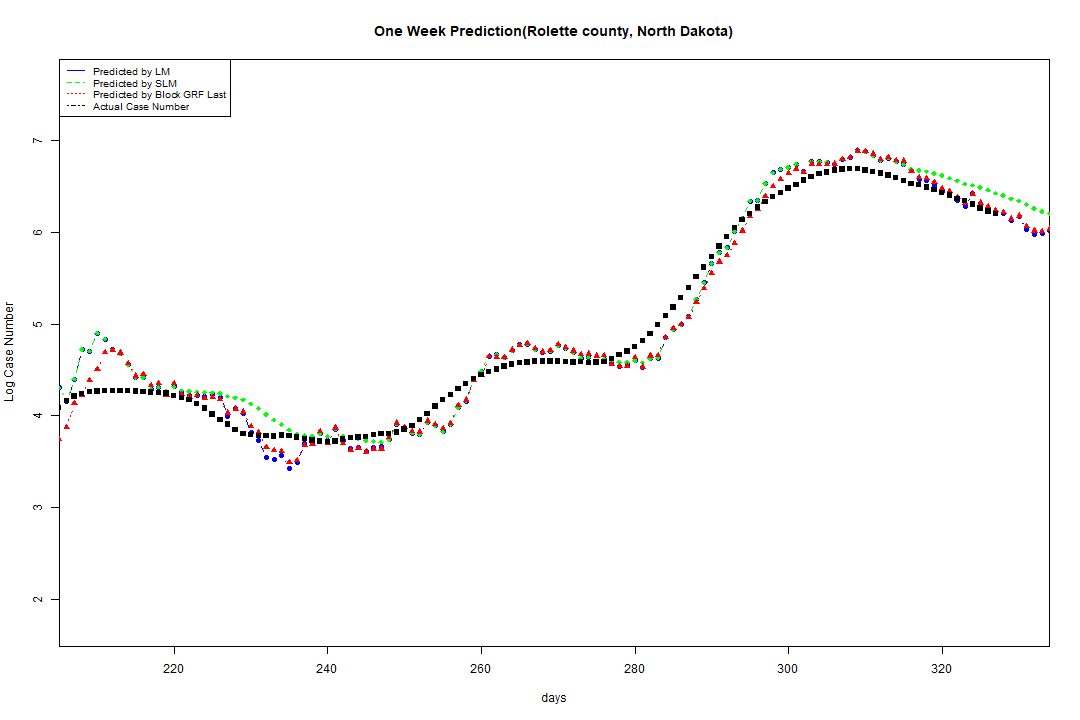 One Week Prediction(Rolette county, North Dakota)
Predicted by LM
Predicted by SLM
Predicted by Block GRF Last
Actual Case Number
7
6
5
4
3
2
Log Case Number
220 240 260 280 300 320
days